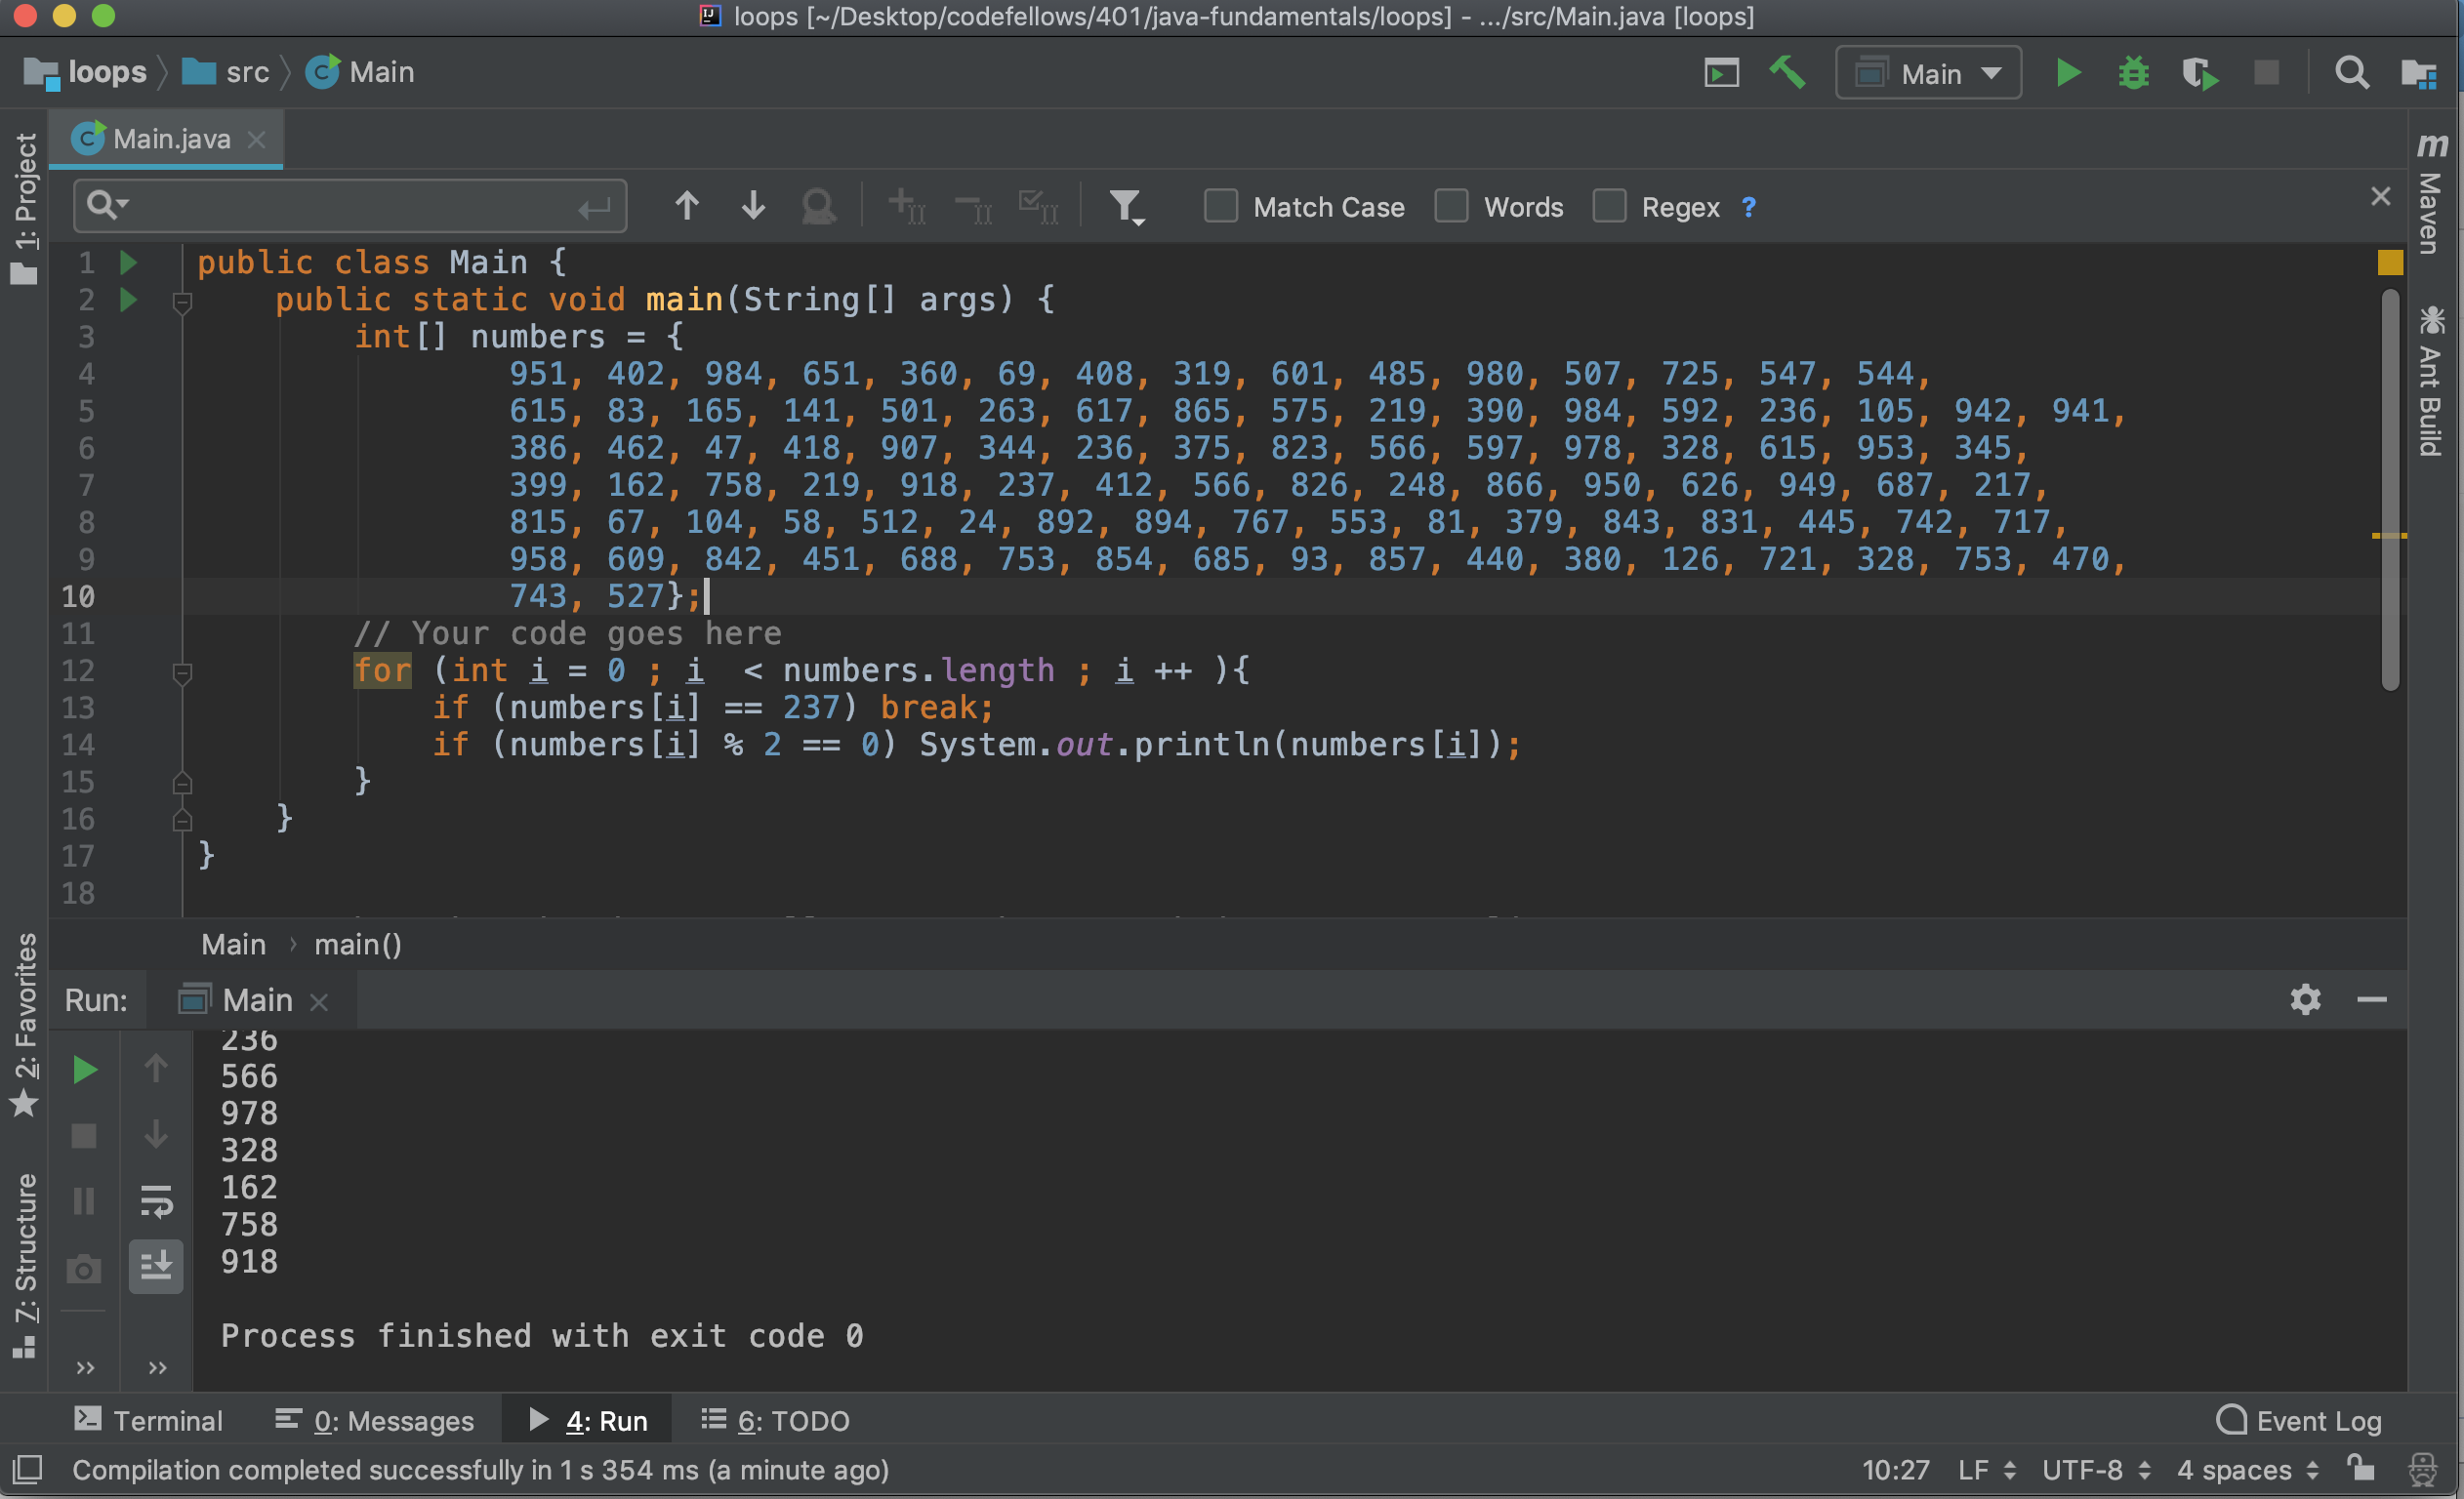 loops [~/Desktop/codefellows/401/java-fundamentals/loops] - .../src/Main.java [loops]
loops src Main
Main
Main.java
Match Case Words Regex ?
1: Project
2: Favorites
7: Structure
Maven
Ant Build
1 public class Main {
2 public static void main(String[] args) {
3 int[] numbers = {
4 951, 402, 984, 651, 360, 69, 408, 319, 601, 485, 980, 507, 725, 547, 544,
5 615, 83, 165, 141, 501, 263, 617, 865, 575, 219, 390, 984, 592, 236, 105, 942, 941,
6 386, 462, 47, 418, 907, 344, 236, 375, 823, 566, 597, 978, 328, 615, 953, 345,
7 399, 162, 758, 219, 918, 237, 412, 566, 826, 248, 866, 950, 626, 949, 687, 217,
8 815, 67, 104, 58, 512, 24, 892, 894, 767, 553, 81, 379, 843, 831, 445, 742, 717,
9 958, 609, 842, 451, 688, 753, 854, 685, 93, 857, 440, 380, 126, 721, 328, 753, 470,
10 743, 527};
11 // Your code goes here
12 for (int i = 0 ; i  < numbers.length ; i ++ ){
13 if (numbers[i] == 237) break;
14 if (numbers[i] % 2 == 0) System.out.println(numbers[i]);
15 }
16 }
17 }
18
Main › main()
Run: Main
236
566
978
328
162
758
918
Process finished with exit code 0
Terminal 0: Messages 4: Run 6: TODO Event Log
Compilation completed successfully in 1 s 354 ms (a minute ago) 10:27 LF UTF-8 4 spaces